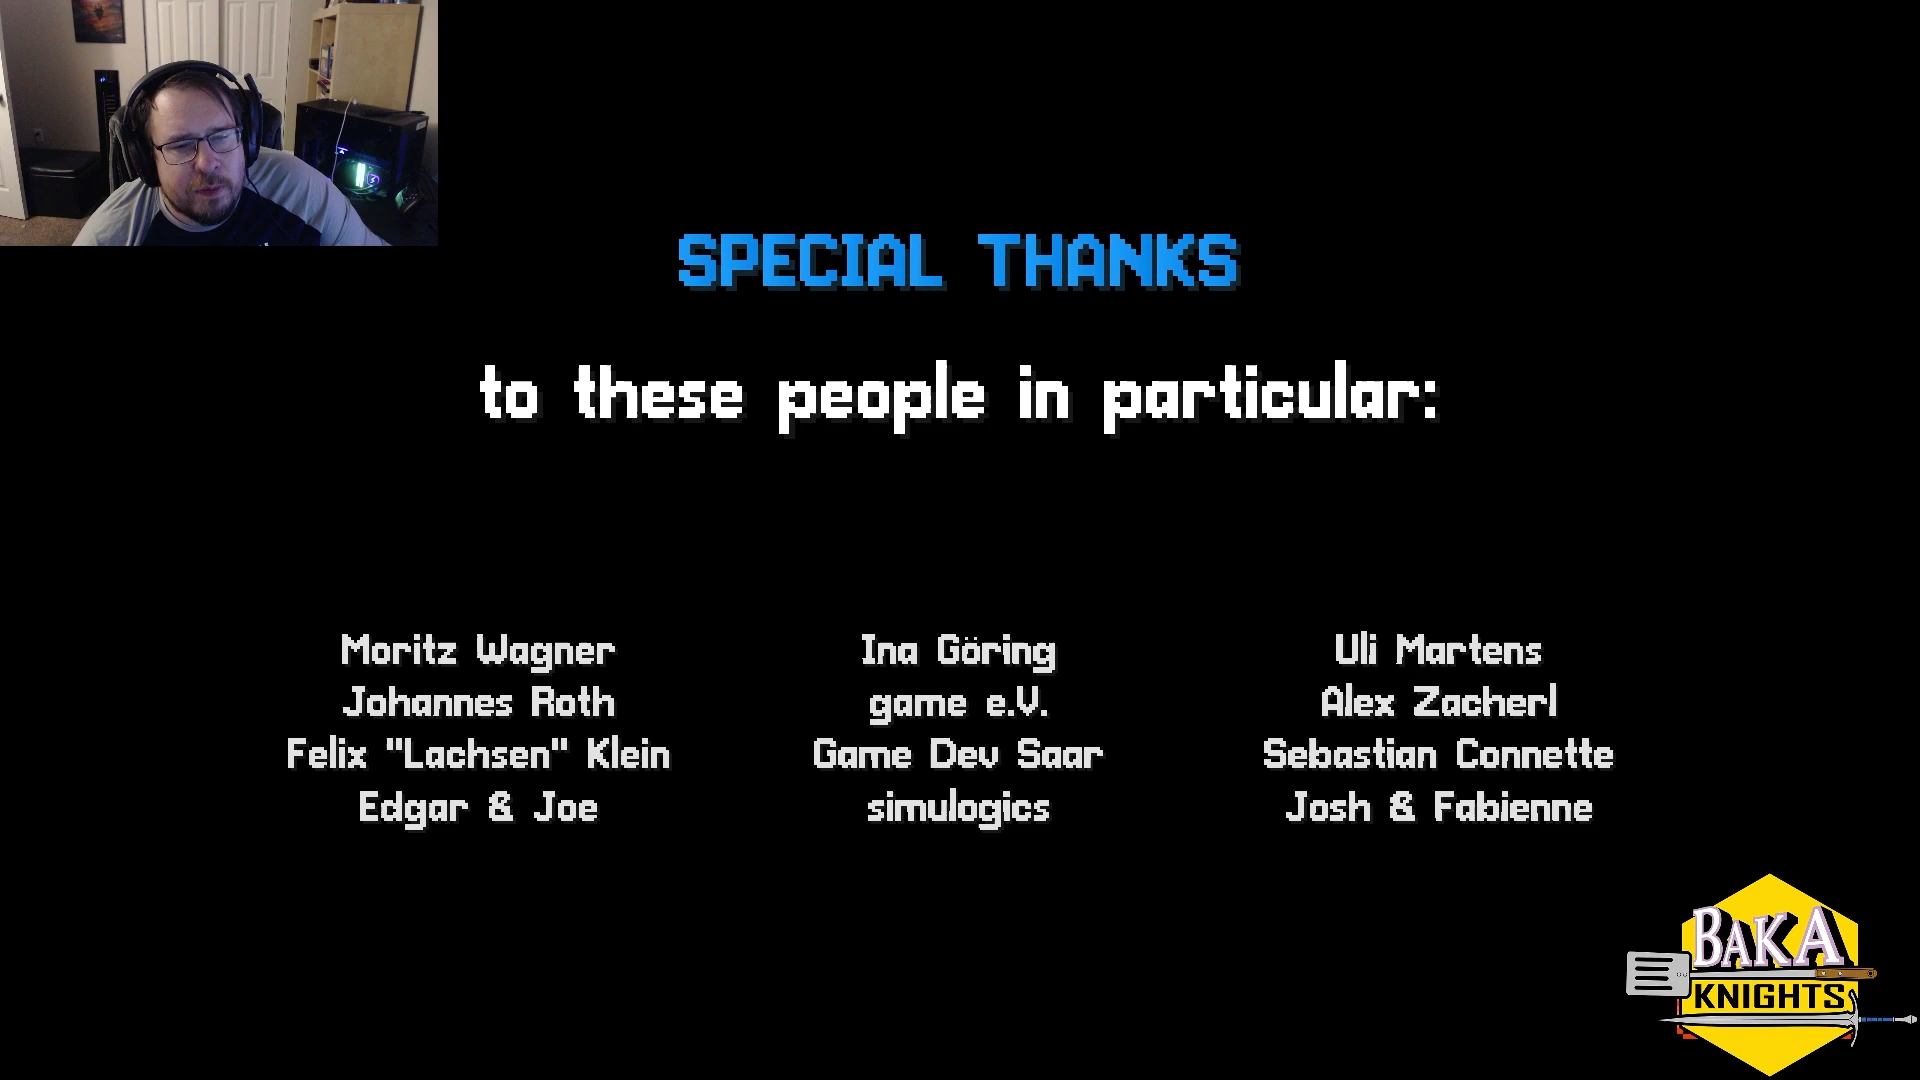 SPECIAL THANKS
to these people in particular:
Moritz Wagner
Johannes Roth
Felix "Lachsen" Klein
Edgar & Joe
Ina Göring
game e.V.
Game Dev Saar
simulogics
Uli Martens
Alex Zacherl
Sebastian Connette
Josh & Fabienne
BAKA
KNIGHTS